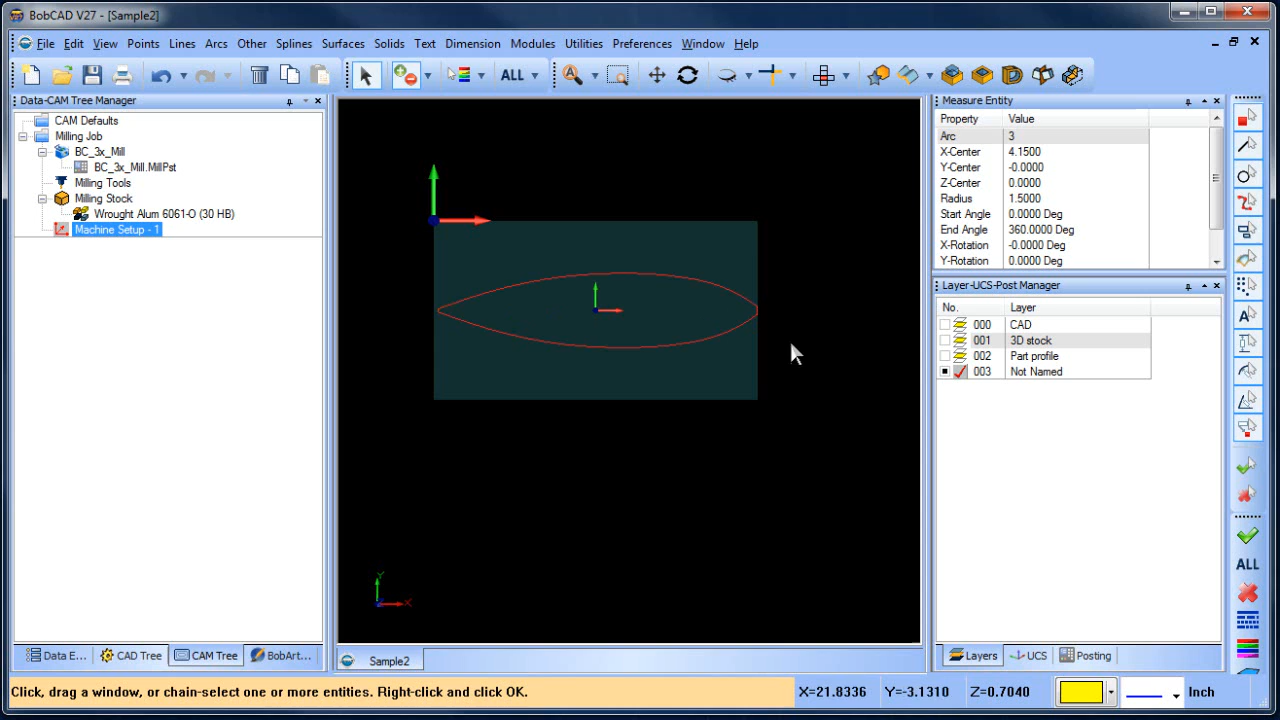 BobCAD V27 - [Sample2]
File Edit View Points Lines Arcs Other Splines Surfaces Solids Text Dimension Modules Utilities Preferences Window Help
ALL
Data-CAM Tree Manager
CAM Defaults
Milling Job
BC_3x_Mill
BC_3x_Mill.MillPst
Milling Tools
Milling Stock
Wrought Alum 6061-O (30 HB)
Machine Setup - 1
Data E... CAD Tree CAM Tree BobArt...
Y
X
Sample2
Measure Entity
Property Value
Arc 3
X-Center 4.1500
Y-Center -0.0000
Z-Center 0.0000
Radius 1.5000
Start Angle 0.0000 Deg
End Angle 360.0000 Deg
X-Rotation -0.0000 Deg
Y-Rotation 0.0000 Deg
Layer-UCS-Post Manager
No. Layer
000 CAD
001 3D stock
002 Part profile
003 Not Named
Layers UCS Posting
ALL
Click, drag a window, or chain-select one or more entities. Right-click and click OK.
X=21.8336 Y=-3.1310 Z=0.7040 Inch